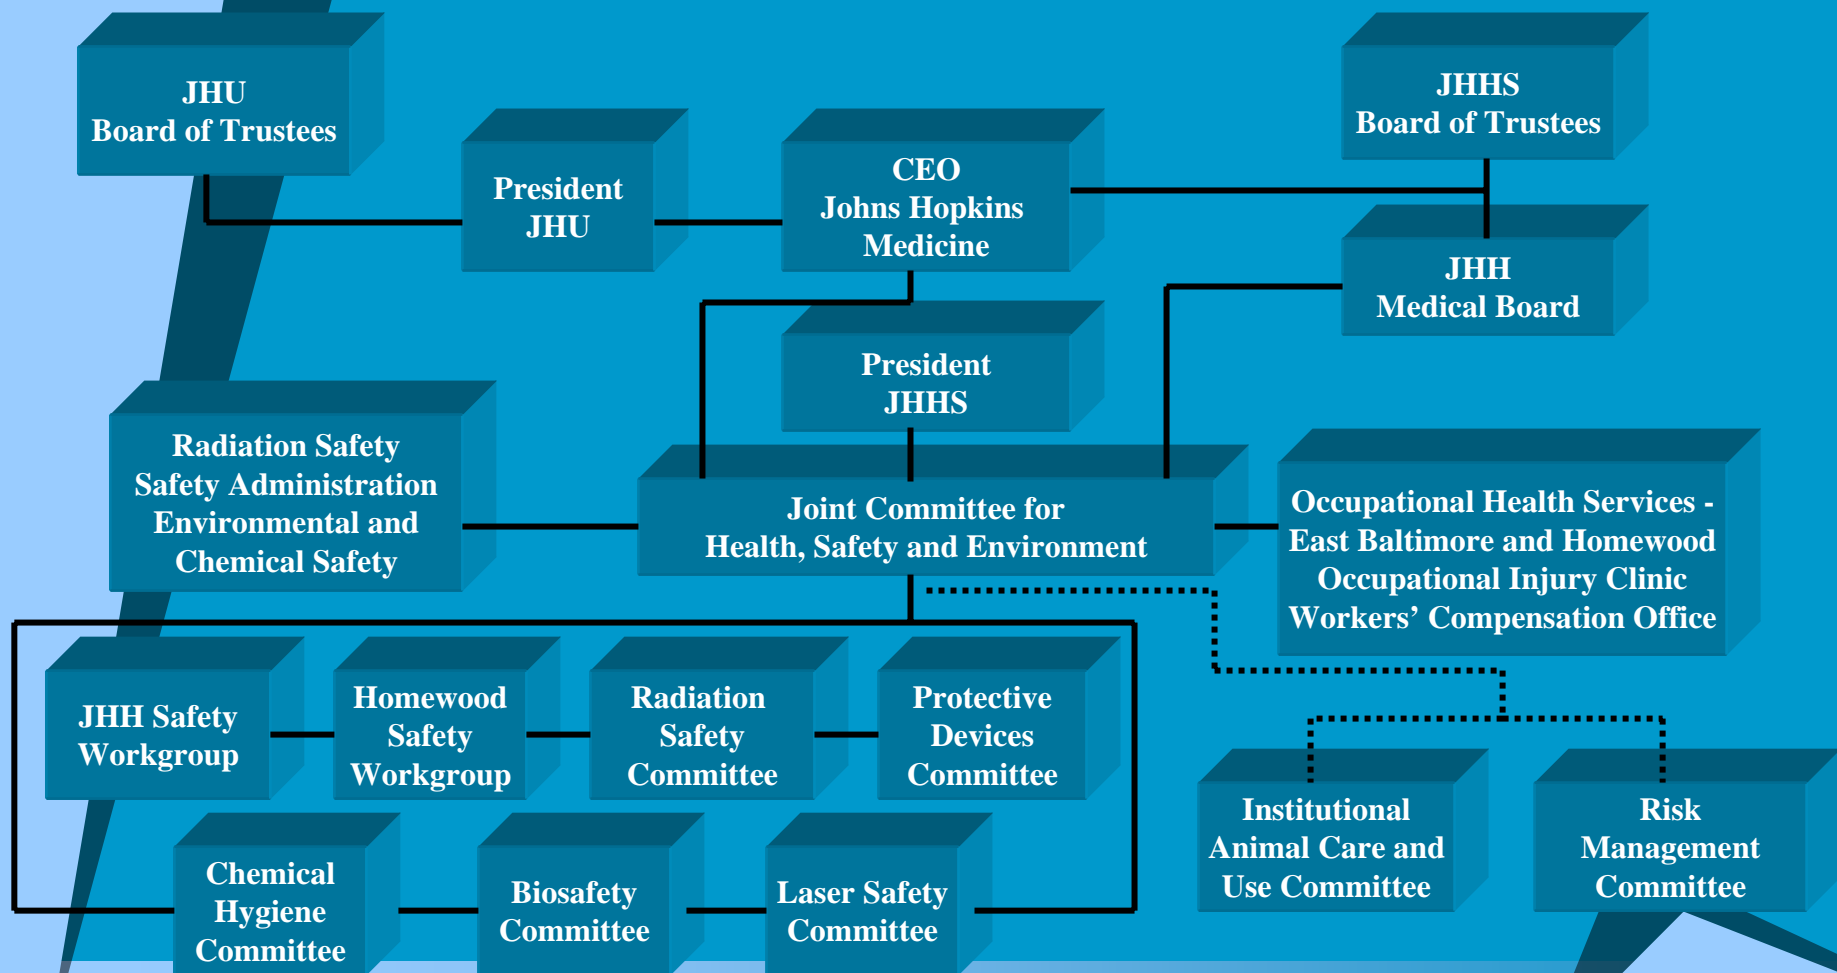 JHU
Board of Trustees
JHHS
Board of Trustees
President
JHU
CEO
Johns Hopkins
Medicine
JHH
Medical Board
President
JHHS
Radiation Safety
Safety Administration
Environmental and
Chemical Safety
Joint Committee for
Health, Safety and Environment
Occupational Health Services -
East Baltimore and Homewood
Occupational Injury Clinic
Workers’ Compensation Office
JHH Safety
Workgroup
Homewood
Safety
Workgroup
Radiation
Safety
Committee
Protective
Devices
Committee
Institutional
Animal Care and
Use Committee
Risk
Management
Committee
Chemical
Hygiene
Committee
Biosafety
Committee
Laser Safety
Committee